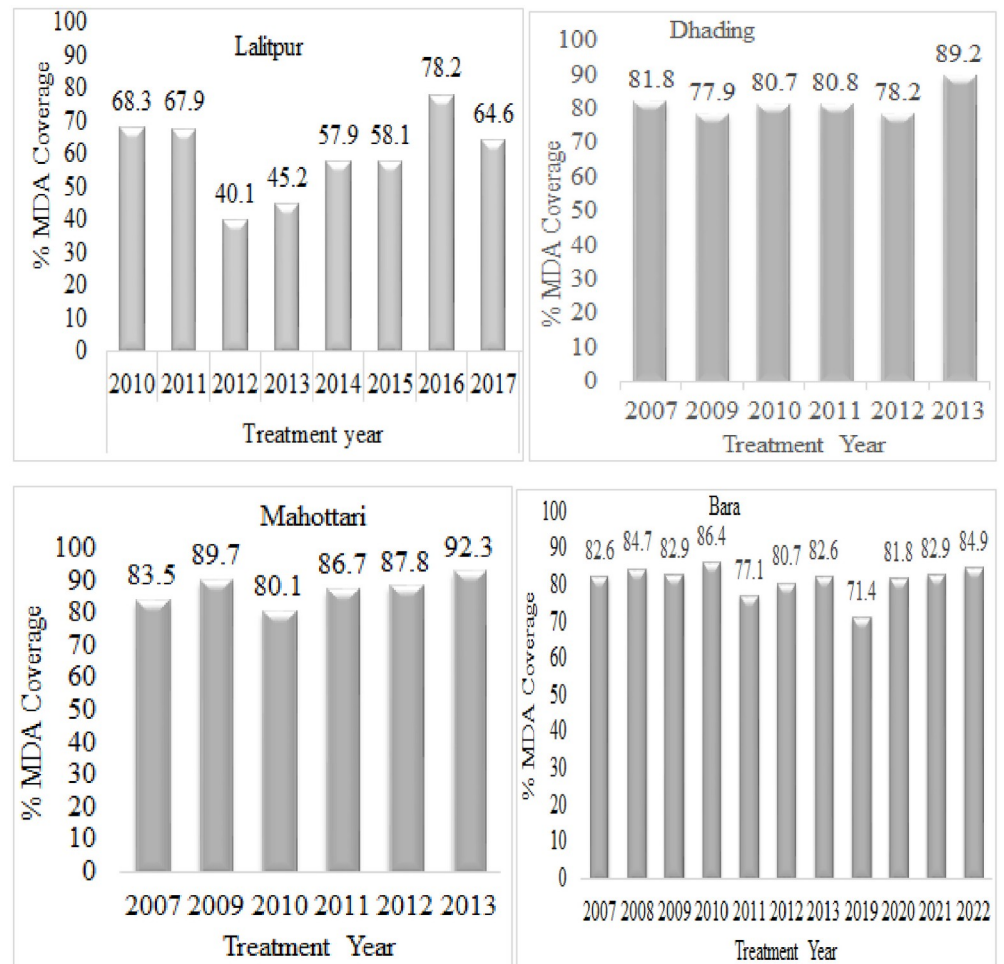 Lalitpur
% MDA Coverage
100
90
80
70
60
50
40
30
20
10
0
68.3 67.9 40.1 45.2 57.9 58.1 78.2 64.6
2010 2011 2012 2013 2014 2015 2016 2017
Treatment year
Dhading
% MDA Coverage
100
90
80
70
60
50
40
30
20
10
0
81.8 77.9 80.7 80.8 78.2 89.2
2007 2009 2010 2011 2012 2013
Treatment Year
Mahottari
% MDA Coverage
100
90
80
70
60
50
40
30
20
10
0
83.5 89.7 80.1 86.7 87.8 92.3
2007 2009 2010 2011 2012 2013
Treatment Year
Bara
% MDA Coverage
100
90
80
70
60
50
40
30
20
10
0
82.6 84.7 82.9 86.4 77.1 80.7 82.6 71.4 81.8 82.9 84.9
2007 2008 2009 2010 2011 2012 2013 2019 2020 2021 2022
Treatment Year